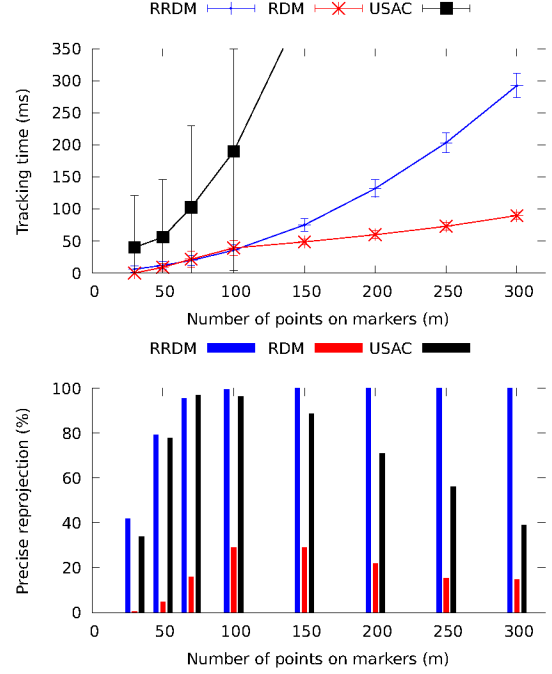 RRDM RDM USAC
350
300
250
200
150
100
50
0
Tracking time (ms)
0 50 100 150 200 250 300
Number of points on markers (m)
RRDM RDM USAC
100
80
60
40
20
0
Precise reprojection (%)
0 50 100 150 200 250 300
Number of points on markers (m)